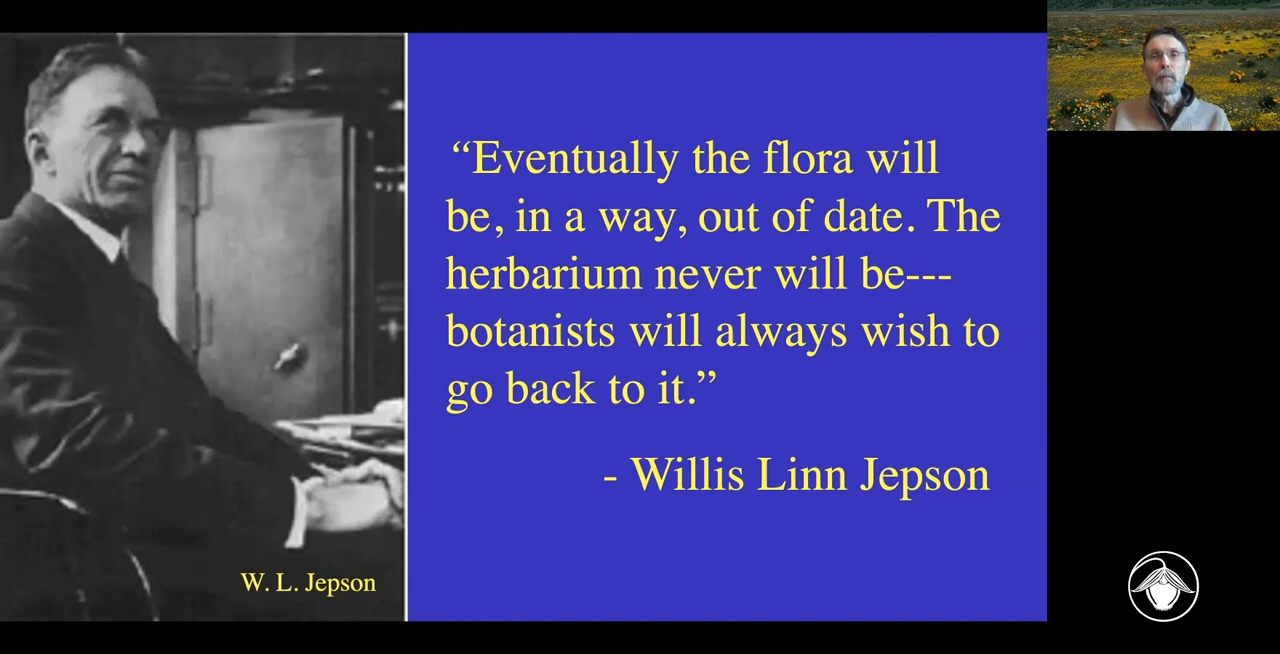 “Eventually the flora will
be, in a way, out of date. The
herbarium never will be---
botanists will always wish to
go back to it.”
- Willis Linn Jepson
W. L. Jepson